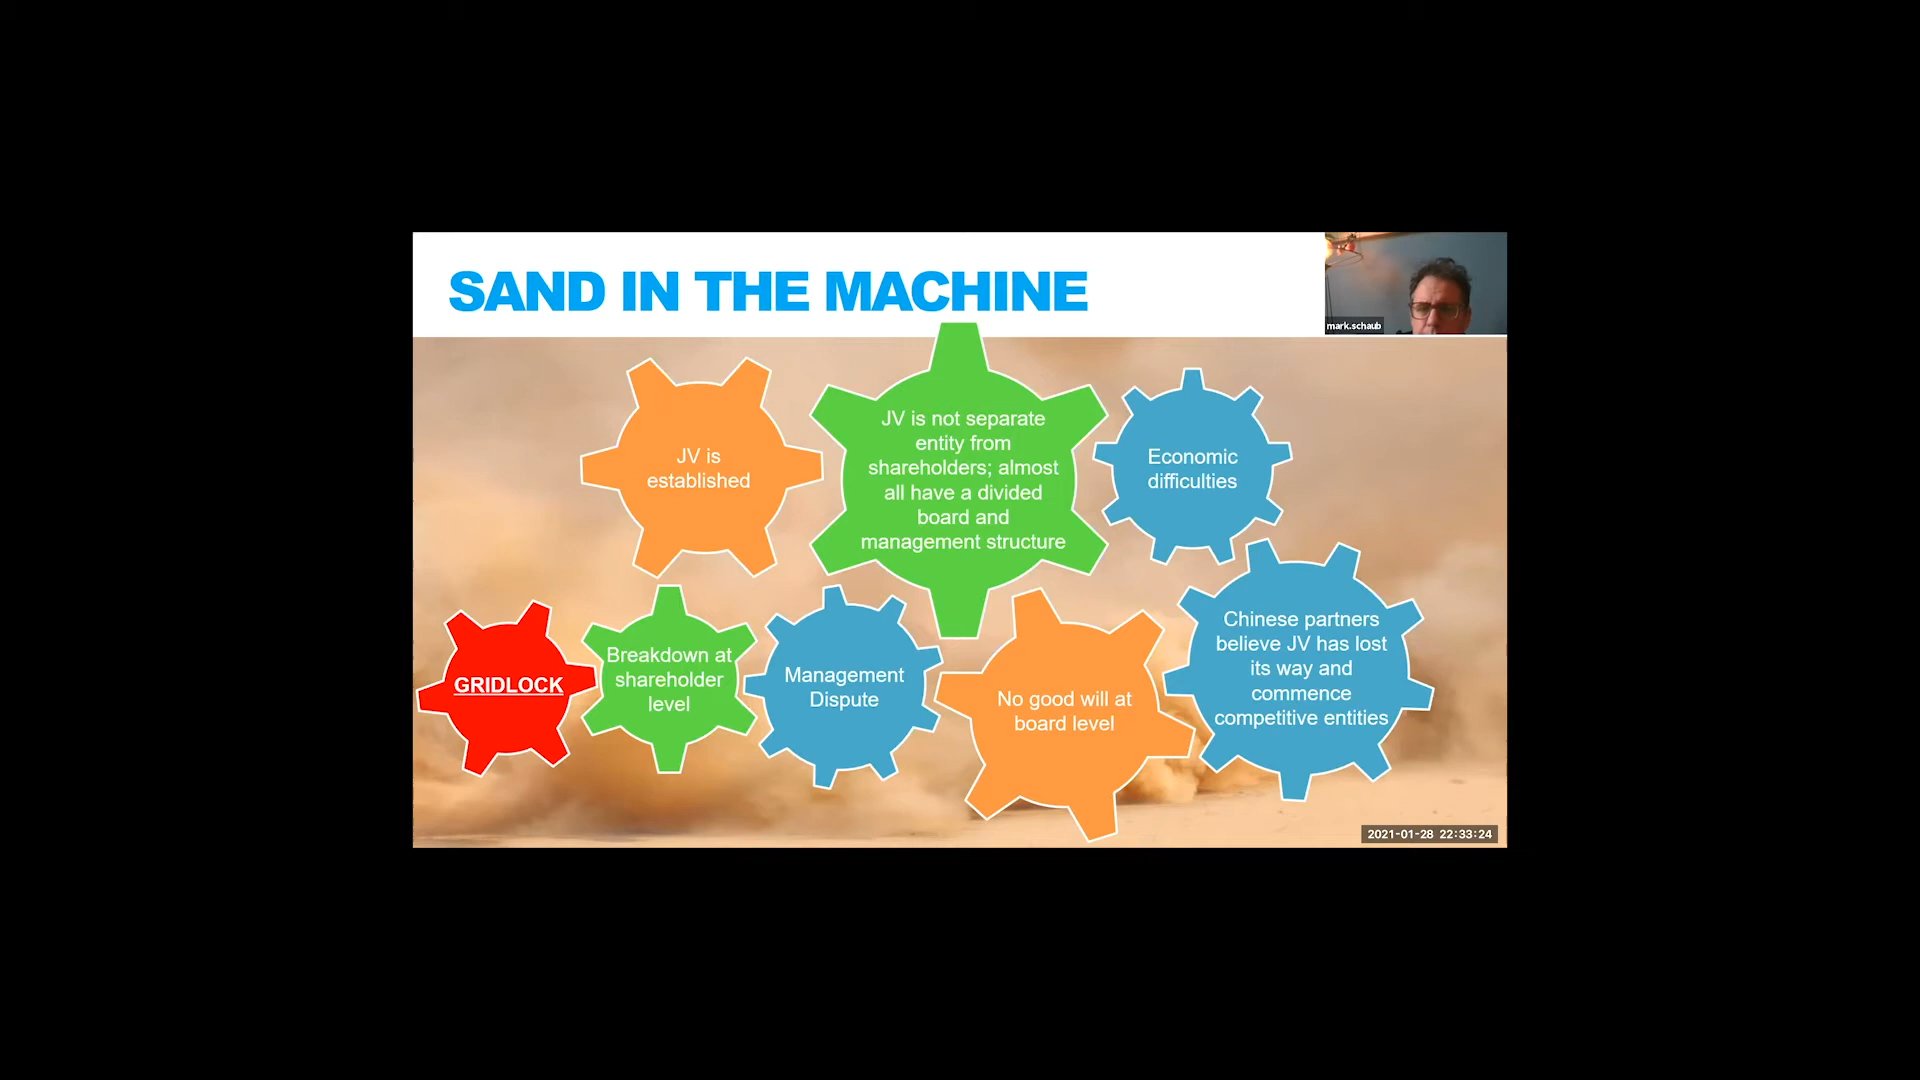 SAND IN THE MACHINE
mark.schaub
JV is
established
JV is not separate
entity from
shareholders; almost
all have a divided
board and
management structure
Economic
difficulties
Chinese partners
believe JV has lost
its way and
commence
competitive entities
No good will at
board level
Management
Dispute
Breakdown at
shareholder
level
GRIDLOCK
2021-01-28 22:33:24